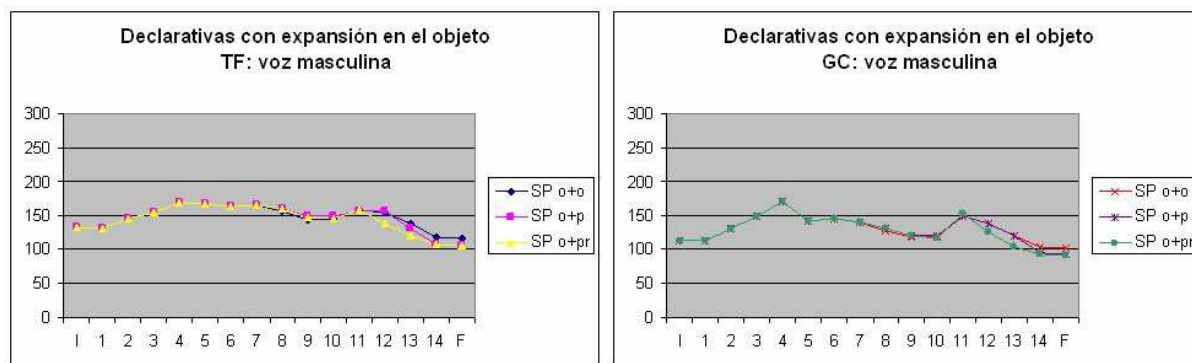 Declarativas con expansión en el objeto
TF: voz masculina
300
250
200
150
100
50
0
I 1 2 3 4 5 6 7 8 9 10 11 12 13 14 F
SP o+o
SP o+p
SP o+pr
Declarativas con expansión en el objeto
GC: voz masculina
300
250
200
150
100
50
0
I 1 2 3 4 5 6 7 8 9 10 11 12 13 14 F
SP o+o
SP o+p
SP o+pr